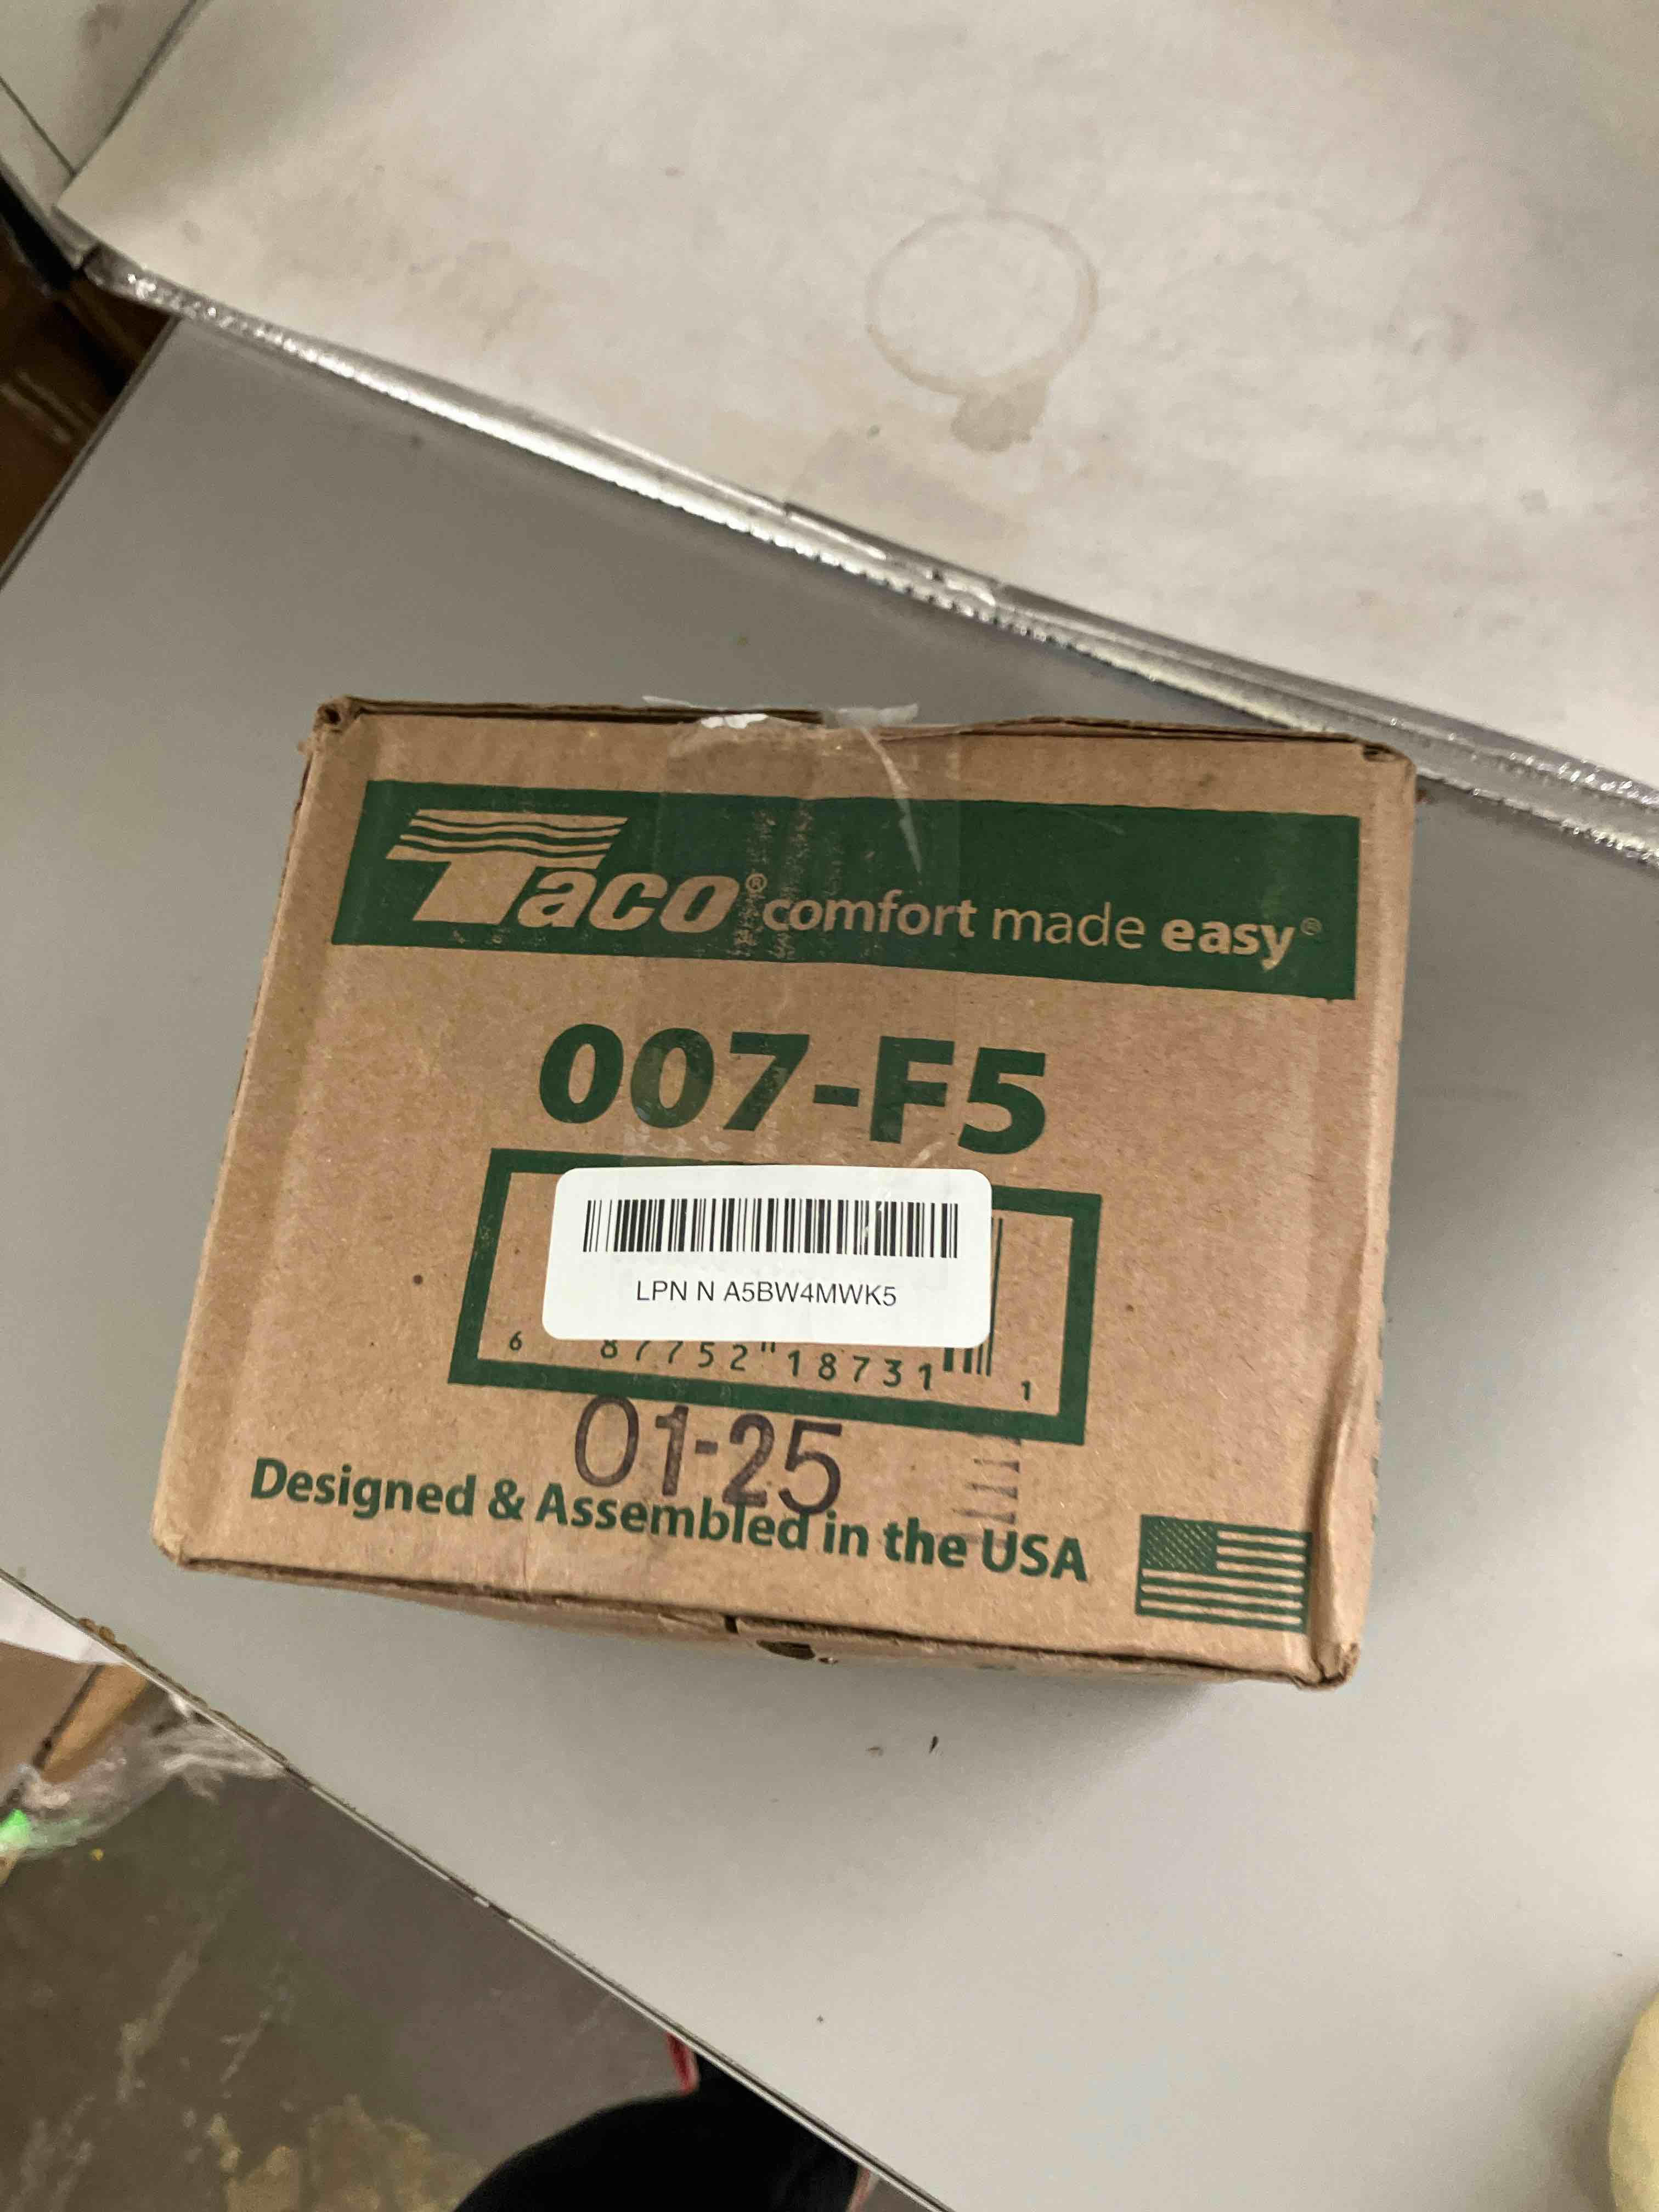 Taco® comfort made easy®
007-F5
LPN N A5BW4MWK5
6 87752 18731 1
01-25
Designed & Assembled in the USA